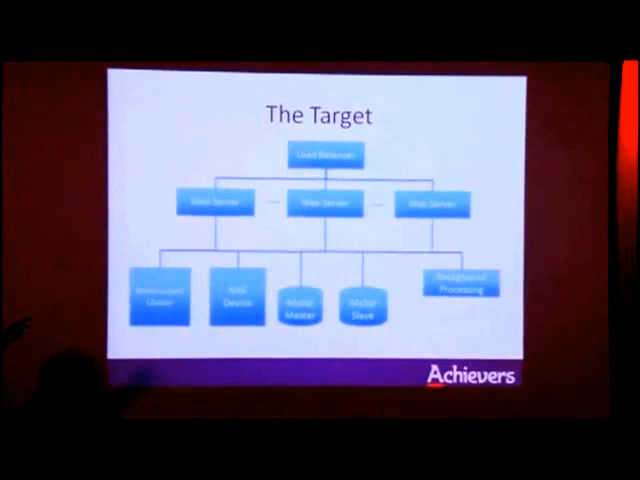 The Target
Load Balancer
Web Server
Web Server
Web Server
Cluster
NAS
Device
MySql
Master
MySql
Slave
Background
Processing
Achievers